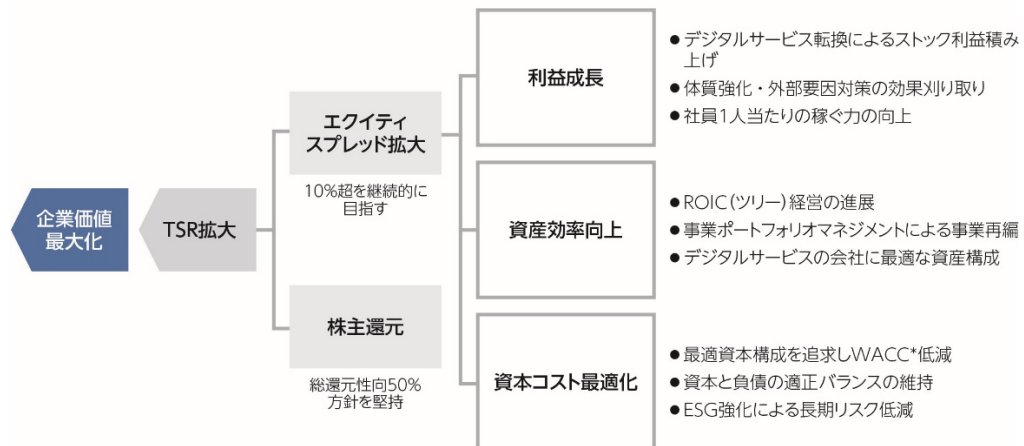 企業価値
最大化
TSR拡大
エクイティ
スプレッド拡大
10%超を継続的に
目指す
株主還元
総還元性向50%
方針を堅持
利益成長
●デジタルサービス転換によるストック利益積み
上げ
●体質強化・外部要因対策の効果刈り取り
●社員1人当たりの稼ぐ力の向上
資産効率向上
●ROIC(ツリー)経営の進展
●事業ポートフォリオマネジメントによる事業再編
●デジタルサービスの会社に最適な資産構成
資本コスト最適化
●最適資本構成を追求しWACC*低減
●資本と負債の適正バランスの維持
●ESG強化による長期リスク低減